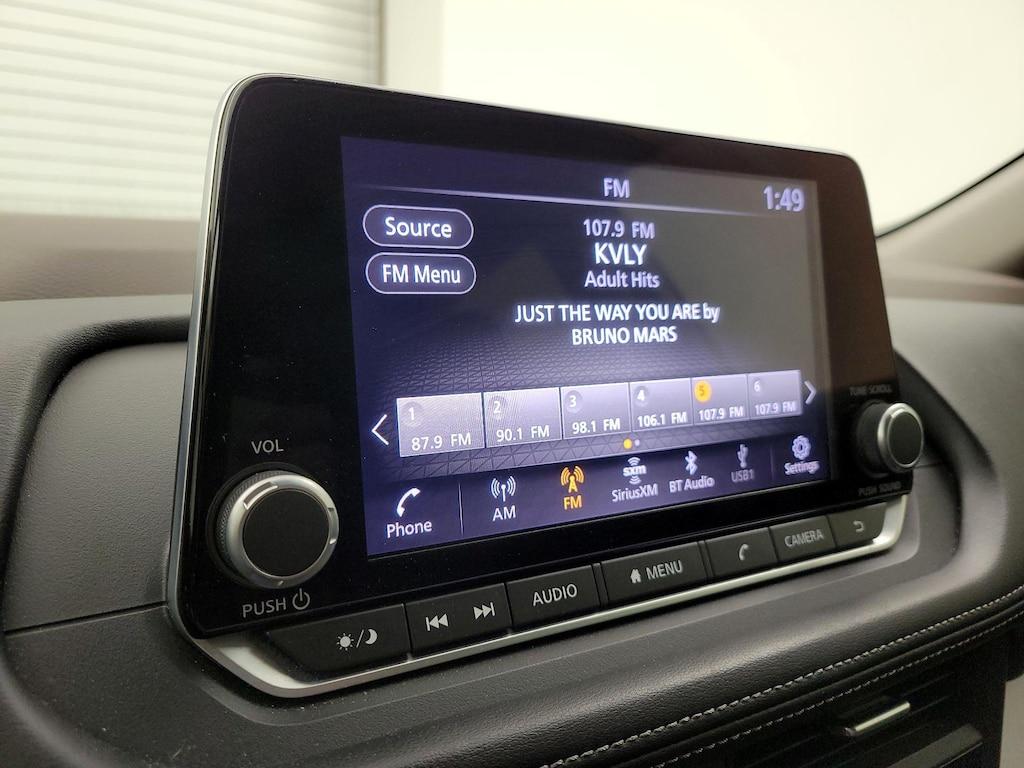 FM
1:49
Source
FM Menu
107.9 FM
KVLY
Adult Hits
JUST THE WAY YOU ARE by
BRUNO MARS
1
87.9 FM
2
90.1 FM
3
98.1 FM
4
106.1 FM
5
107.9 FM
6
107.9 FM
Phone
AM
FM
sxm
SiriusXM
BT Audio
USB1
Settings
VOL
PUSH
TUNE SCROLL
PUSH SOUND
AUDIO
MENU
CAMERA